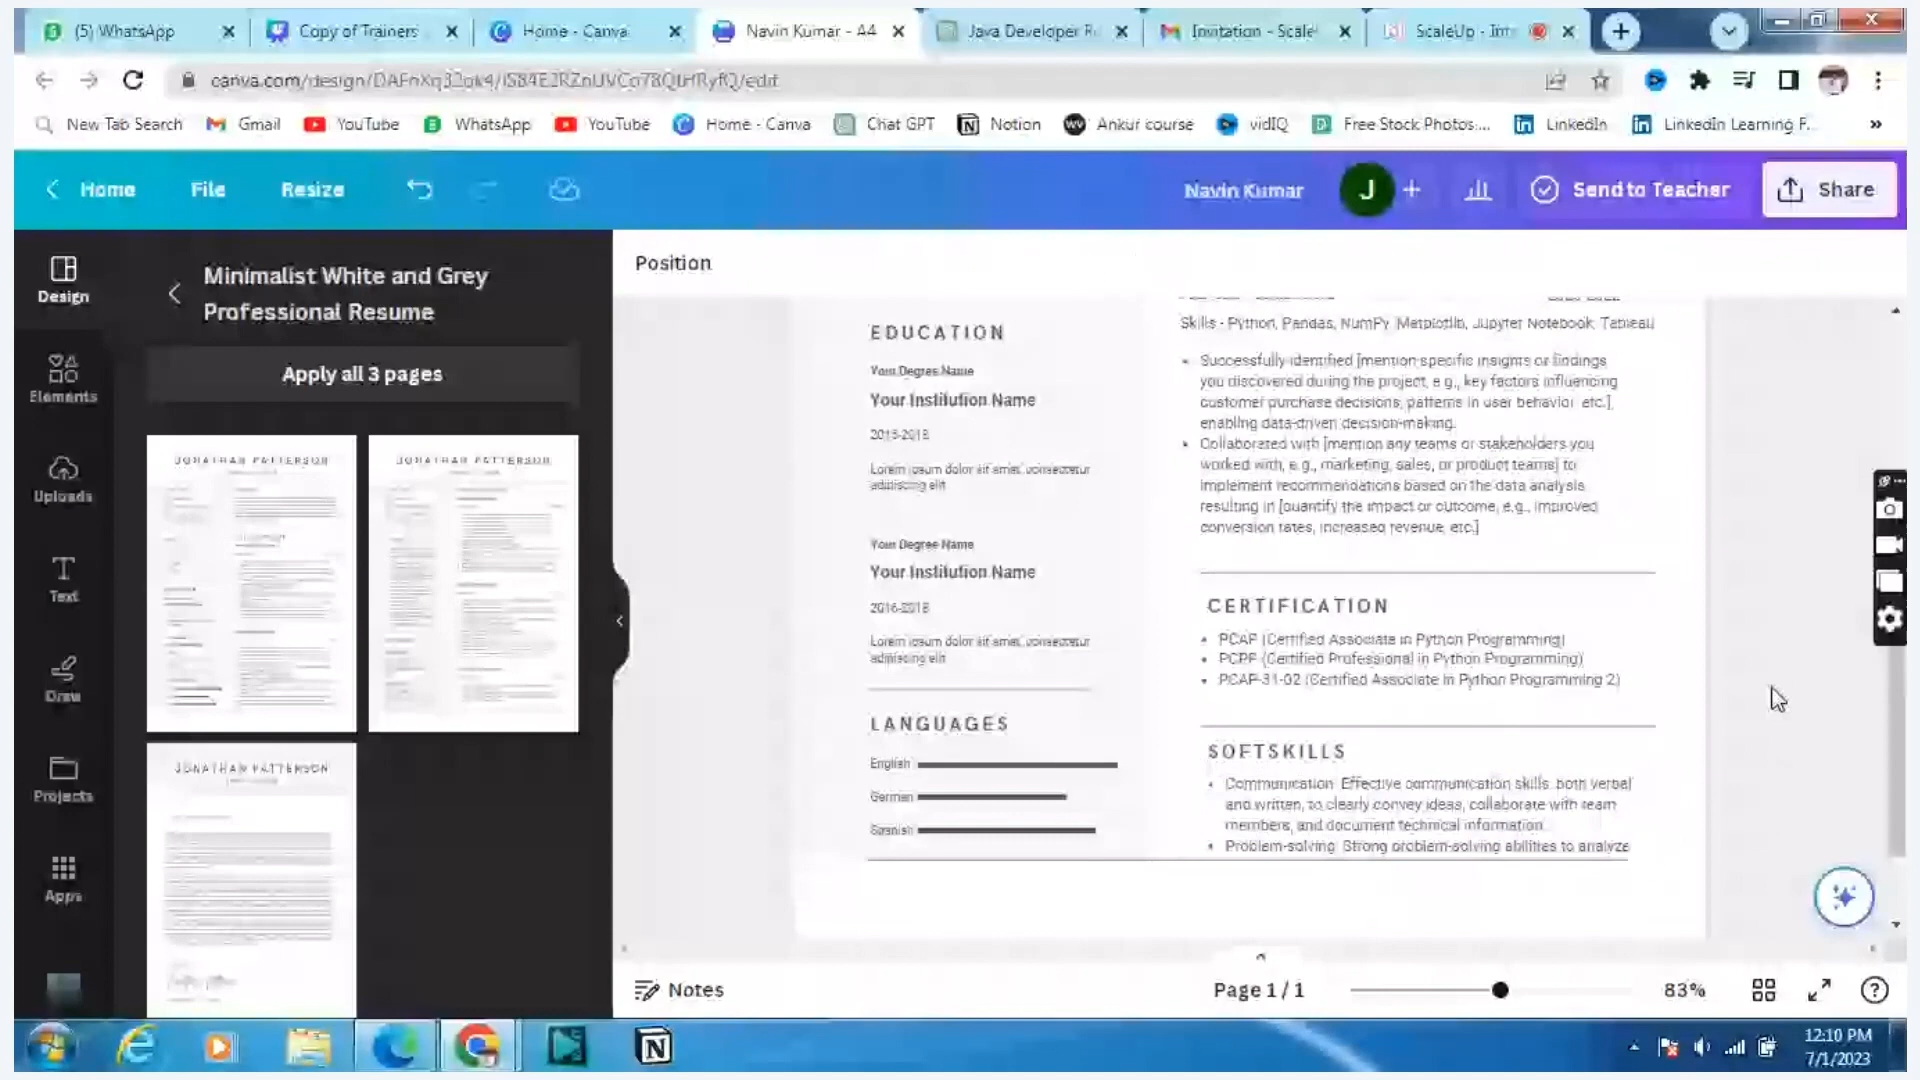 (5) WhatsApp
Copy of Trainers
Home - Canva
Navin Kumar - A4
Java Developer R
Invitation - Scale
ScaleUp - Int
New Tab Search
Gmail
YouTube
WhatsApp
YouTube
Home - Canva
Chat GPT
Notion
Ankur course
vidIQ
Free Stock Photos:...
LinkedIn
LinkedIn Learning F...
»
Home
File
Resize
Navin Kumar
J
+
Send to Teacher
Share
Design
Elements
Uploads
Text
Draw
Projects
Apps
Minimalist White and Grey
Professional Resume
Apply all 3 pages
JONATHAN PATTERSON
JONATHAN PATTERSON
JONATHAN PATTERSON
Position
EDUCATION
Your Degree Name
Your Institution Name
Lorem ipsum dolor sit amet, consectetur
adipiscing elit
Your Degree Name
Your Institution Name
2016-2018
Lorem ipsum dolor sit amet, consectetur
adipiscing elit
LANGUAGES
English
German
Spanish
Skills - Python, Pandas, NumPy, Matplotlib, Jupyter Notebook, Tableau
• Successfully identified [mention specific insights or findings
you discovered during the project, e.g., key factors influencing
customer purchase decisions, patterns in user behavior, etc.],
enabling data-driven decision-making.
• Collaborated with [mention any teams or stakeholders you
worked with, e.g., marketing, sales, or product teams] to
implement recommendations based on the data analysis
resulting in [quantify the impact or outcome, e.g., improved
conversion rates, increased revenue, etc.]
CERTIFICATION
• PCAP (Certified Associate in Python Programming)
• PCPP (Certified Professional in Python Programming)
• PCAP-31-02 (Certified Associate in Python Programming 2)
SOFTSKILLS
• Communication: Effective communication skills, both verbal
and written, to clearly convey ideas, collaborate with team
members, and document technical information.
• Problem-solving: Strong problem-solving abilities to analyze
Notes
Page 1 / 1
83%
12:10 PM
7/1/2023